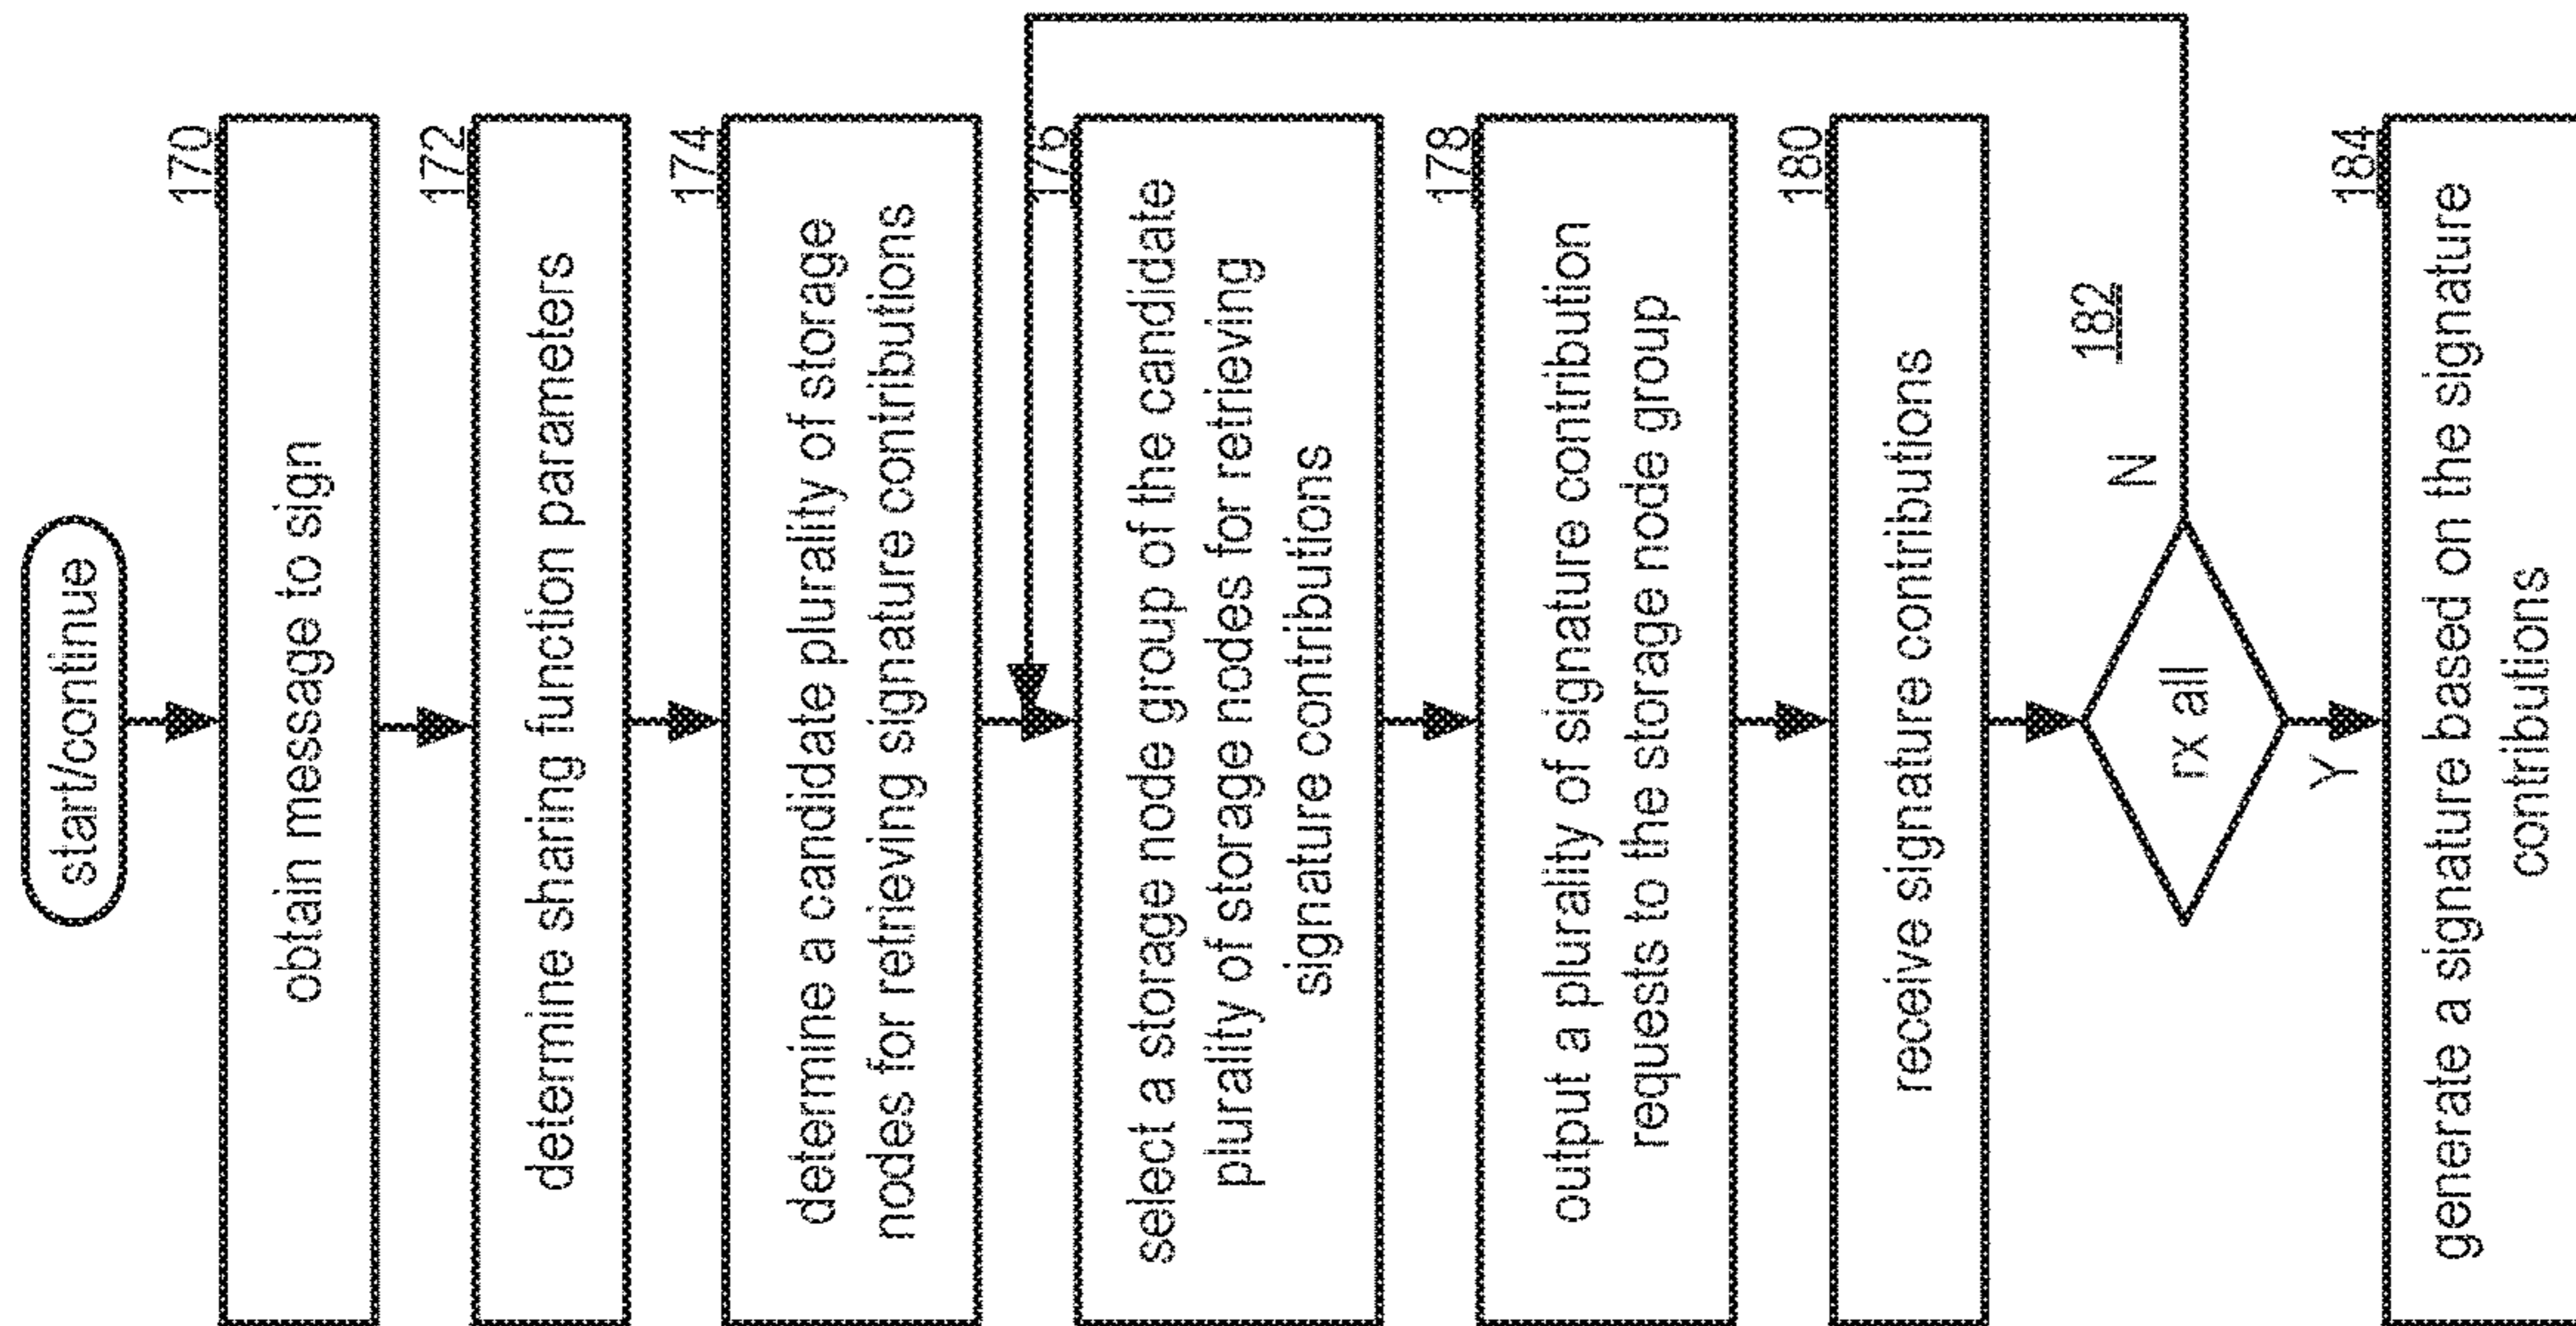 start/continue
170
obtain message to sign
172
determine sharing function parameters
174
determine a candidate plurality of storage
nodes for retrieving signature contributions
176
select a storage node group of the candidate
plurality of storage nodes for retrieving
signature contributions
178
output a plurality of signature contribution
requests to the storage node group
180
receive signature contributions
182
rx all
N
Y
184
generate a signature based on the signature
contributions